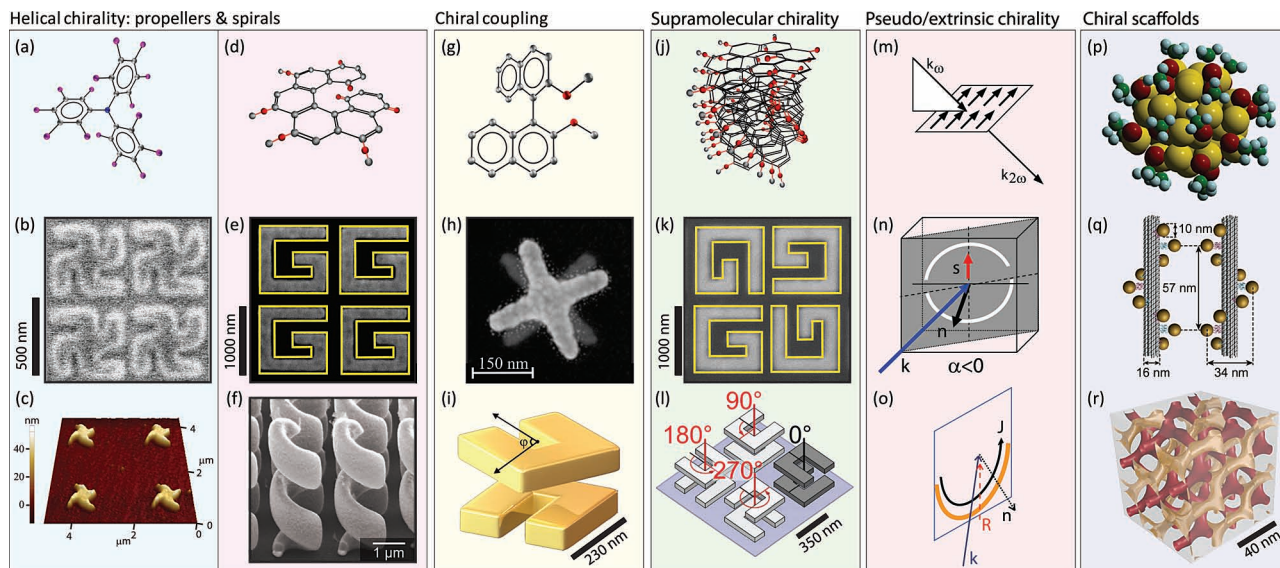 Helical chirality: propellers & spirals
Chiral coupling
Supramolecular chirality
Pseudo/extrinsic chirality
Chiral scaffolds
(a)
(d)
(g)
(j)
(m)
kω
k2ω
(p)
(b)
500 nm
(e)
1000 nm
(h)
150 nm
(k)
1000 nm
(n)
s
n
k
α<0
(q)
10 nm
57 nm
16 nm
34 nm
(c)
nm
40
20
0
4
2
μm
0
4
2
μm
(f)
1 μm
(i)
φ
230 nm
(l)
90°
180°
0°
270°
350 nm
(o)
J
n
R
k
(r)
40 nm